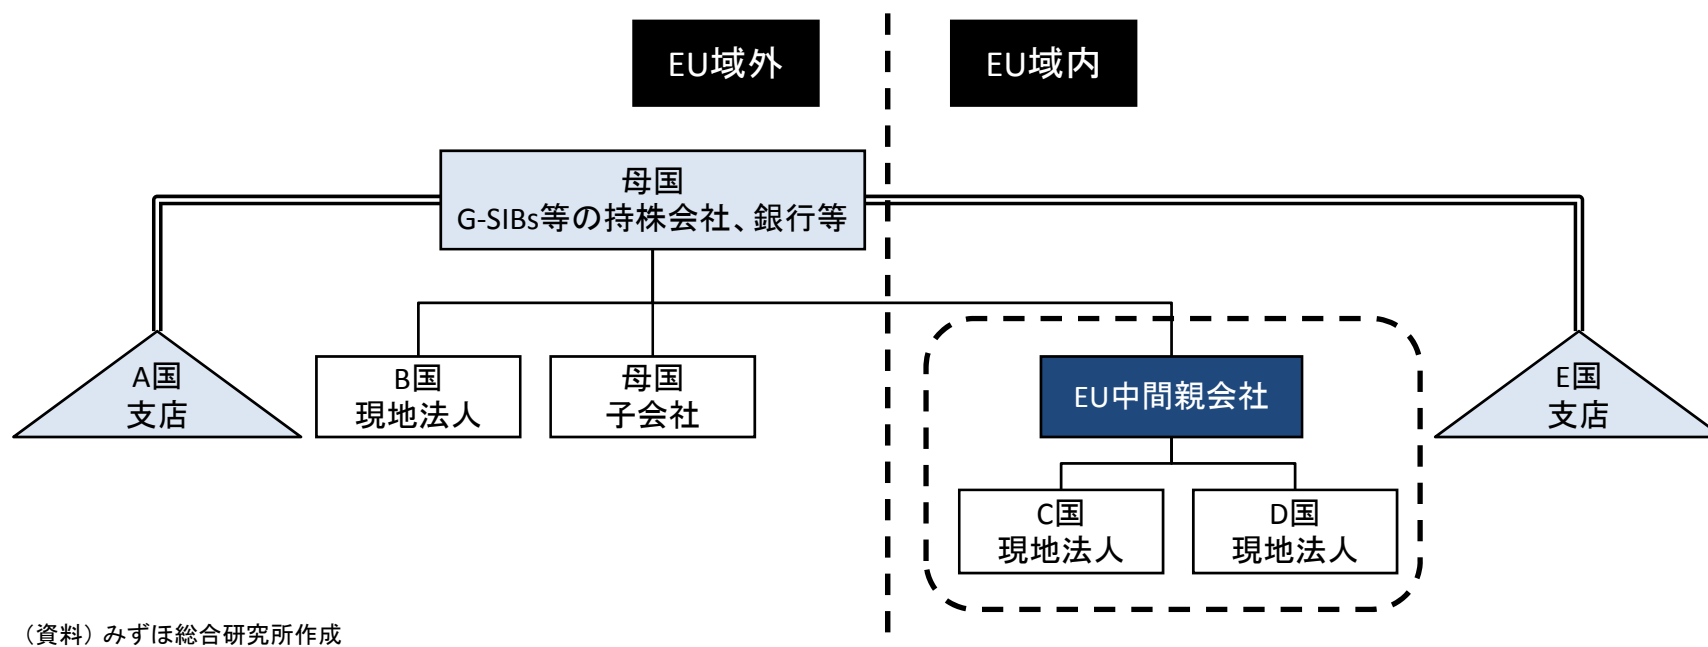 EU域外
EU域内
母国
G-SIBs等の持株会社、銀行等
A国
支店
B国
現地法人
母国
子会社
EU中間親会社
E国
支店
C国
現地法人
D国
現地法人
（資料）みずほ総合研究所作成